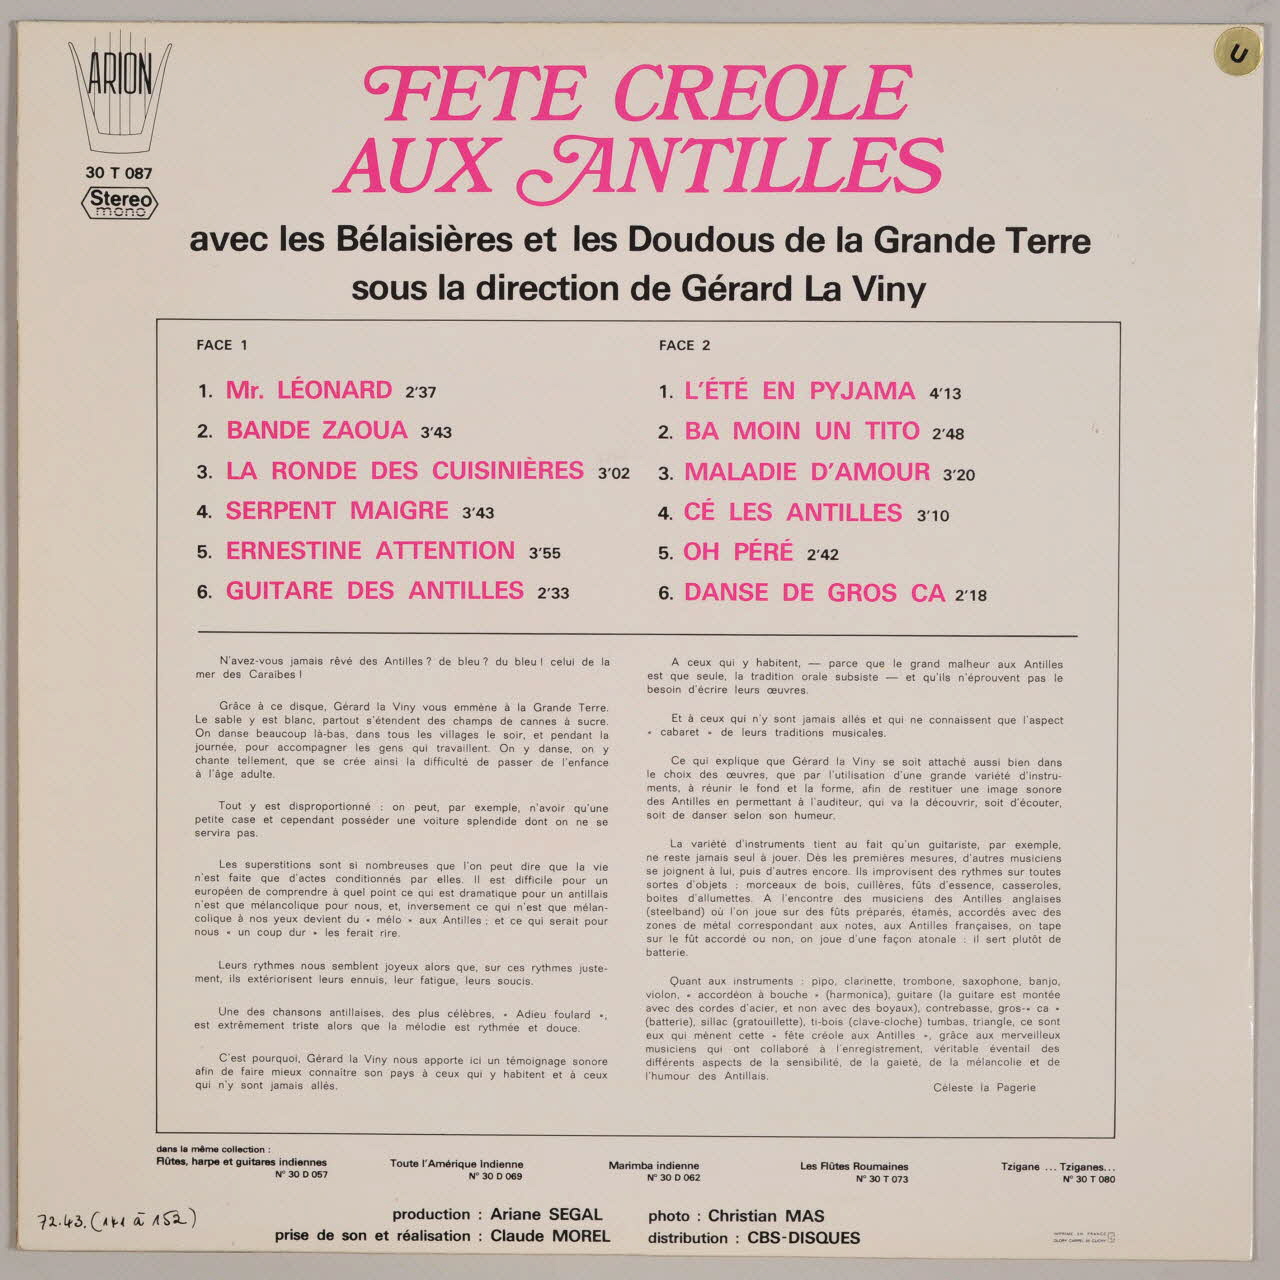 ARION
30 T 087
Stereo
mono
U
FETE CREOLE
AUX ANTILLES
avec les Bélaisières et les Doudous de la Grande Terre
sous la direction de Gérard La Viny
FACE 1
1. Mr. LÉONARD 2'37
2. BANDE ZAOUA 3'43
3. LA RONDE DES CUISINIÈRES 3'02
4. SERPENT MAIGRE 3'43
5. ERNESTINE ATTENTION 3'55
6. GUITARE DES ANTILLES 2'33
FACE 2
1. L'ÉTÉ EN PYJAMA 4'13
2. BA MOIN UN TITO 2'48
3. MALADIE D'AMOUR 3'20
4. CÉ LES ANTILLES 3'10
5. OH PÉRÉ 2'42
6. DANSE DE GROS CA 2'18
N'avez-vous jamais rêvé des Antilles ? de bleu ? du bleu ! celui de la
mer des Caraïbes !
Grâce à ce disque, Gérard la Viny vous emmène à la Grande Terre.
Le sable y est blanc, partout s'étendent des champs de cannes à sucre.
On danse beaucoup là-bas, dans tous les villages le soir, et pendant la
journée, pour accompagner les gens qui travaillent. On y danse, on y
chante tellement, que se crée ainsi la difficulté de passer de l'enfance
à l'âge adulte.
Tout y est disproportionné : on peut, par exemple, n'avoir qu'une
petite case et cependant posséder une voiture splendide dont on ne se
servira pas.
Les superstitions sont si nombreuses que l'on peut dire que la vie
n'est faite que d'actes conditionnés par elles. Il est difficile pour un
européen de comprendre à quel point ce qui est dramatique pour un antillais
n'est que mélancolique pour nous, et, inversement ce qui n'est que mélan-
colique à nos yeux devient du « mélo » aux Antilles ; et ce qui serait pour
nous « un coup dur » les ferait rire.
Leurs rythmes nous semblent joyeux alors que, sur ces rythmes juste-
ment, ils extériorisent leurs ennuis, leur fatigue, leurs soucis.
Une des chansons antillaises, des plus célèbres, « Adieu foulard »,
est extrêmement triste alors que la mélodie est rythmée et douce.
C'est pourquoi, Gérard la Viny nous apporte ici un témoignage sonore
afin de faire mieux connaître son pays à ceux qui y habitent et à ceux
qui n'y sont jamais allés.
A ceux qui y habitent, — parce que le grand malheur aux Antilles
est que seule, la tradition orale subsiste — et qu'ils n'éprouvent pas le
besoin d'écrire leurs œuvres.
Et à ceux qui n'y sont jamais allés et qui ne connaissent que l'aspect
« cabaret » de leurs traditions musicales.
Ce qui explique que Gérard la Viny se soit attaché aussi bien dans
le choix des œuvres, que par l'utilisation d'une grande variété d'instru-
ments, à réunir le fond et la forme, afin de restituer une image sonore
des Antilles en permettant à l'auditeur, qui va la découvrir, soit d'écouter,
soit de danser selon son humeur.
La variété d'instruments tient au fait qu'un guitariste, par exemple,
ne reste jamais seul à jouer. Dès les premières mesures, d'autres musiciens
se joignent à lui, puis d'autres encore. Ils improvisent des rythmes sur toutes
sortes d'objets : morceaux de bois, cuillères, fûts d'essence, casseroles,
boites d'allumettes. A l'encontre des musiciens des Antilles anglaises
(steelband) où l'on joue sur des fûts préparés, étamés, accordés avec des
zones de métal correspondant aux notes, aux Antilles françaises, on tape
sur le fût accordé ou non, on joue d'une façon atonale : il sert plutôt de
batterie.
Quant aux instruments : pipo, clarinette, trombone, saxophone, banjo,
violon, « accordéon à bouche » (harmonica), guitare (la guitare est montée
avec des cordes d'acier, et non avec des boyaux), contrebasse, gros-« ca »
(batterie), sillac (gratouillette), ti-bois (clave-cloche) tumbas, triangle, ce sont
eux qui mènent cette « fête créole aux Antilles », grâce aux merveilleux
musiciens qui ont collaboré à l'enregistrement, véritable éventail des
différents aspects de la sensibilité, de la gaieté, de la mélancolie et de
l'humour des Antillais.
Céleste la Pagerie
dans la même collection :
Flûtes, harpe et guitares indiennes
N° 30 D 057
Toute l'Amérique Indienne
N° 30 D 069
Marimba indienne
N° 30 D 062
Les Flûtes Roumaines
N° 30 T 073
Tzigane ... Tziganes...
N° 30 T 080
72.43.(141 à 152)
production : Ariane SEGAL
prise de son et réalisation : Claude MOREL
photo : Christian MAS
distribution : CBS-DISQUES
IMPRIME EN FRANCE